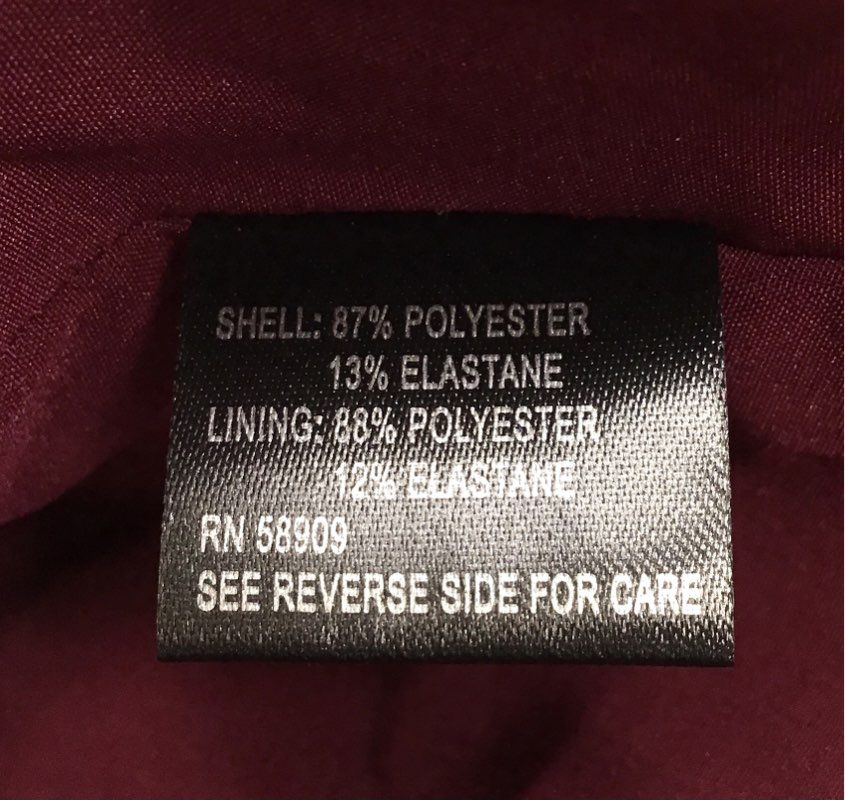 SHELL: 87% POLYESTER
13% ELASTANE
LINING: 88% POLYESTER
12% ELASTANE
RN 58909
SEE REVERSE SIDE FOR CARE